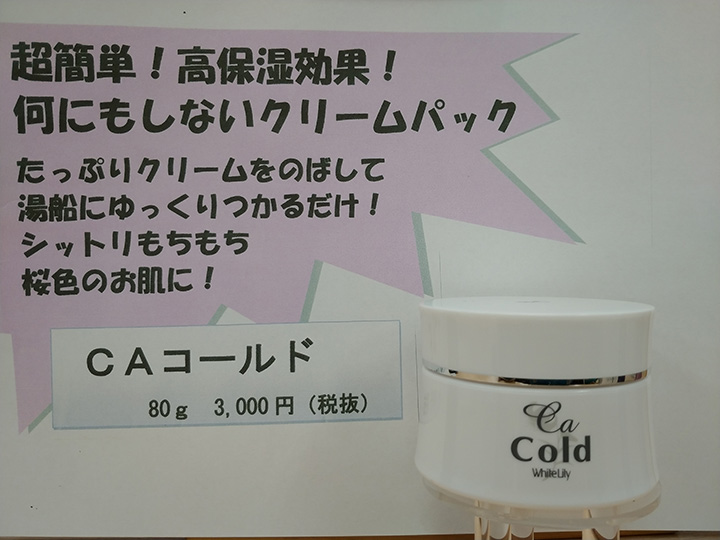 超簡単！高保湿効果！
何にもしないクリームパック
たっぷりクリームをのばして
湯船にゆっくりつかるだけ！
シットリもちもち
桜色のお肌に！
ＣＡコールド
80ｇ 3,000円（税抜）
Ca
Cold
WhiteLily